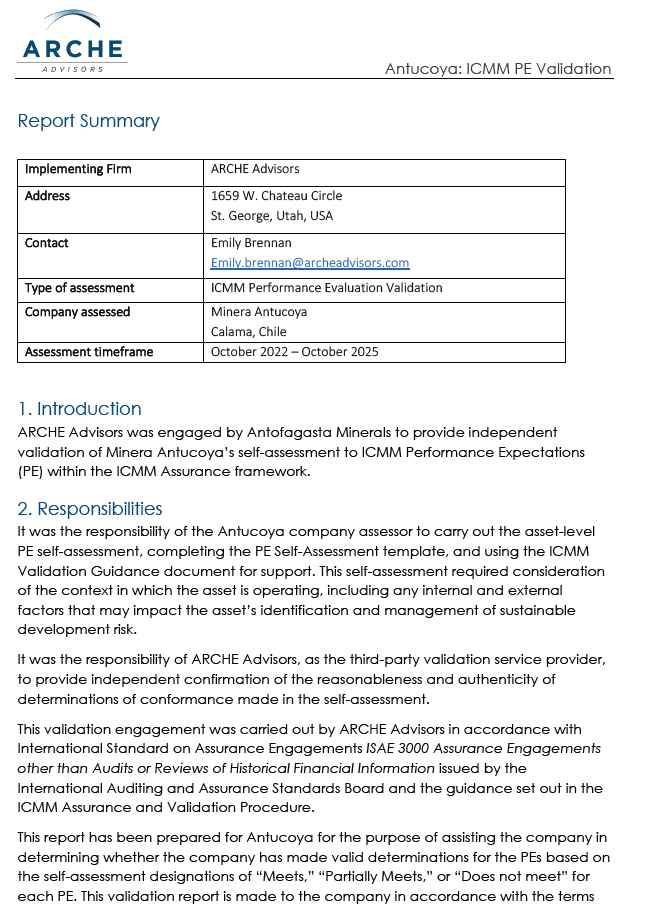 ARCHE
ADVISORS
Antucoya: ICMM PE Validation
Report Summary
Implementing Firm ARCHE Advisors
Address 1659 W. Chateau Circle
St. George, Utah, USA
Contact Emily Brennan
Emily.brennan@archeadvisors.com
Type of assessment ICMM Performance Evaluation Validation
Company assessed Minera Antucoya
Calama, Chile
Assessment timeframe October 2022 – October 2025
1. Introduction
ARCHE Advisors was engaged by Antofagasta Minerals to provide independent
validation of Minera Antucoya’s self-assessment to ICMM Performance Expectations
(PE) within the ICMM Assurance framework.
2. Responsibilities
It was the responsibility of the Antucoya company assessor to carry out the asset-level
PE self-assessment, completing the PE Self-Assessment template, and using the ICMM
Validation Guidance document for support. This self-assessment required consideration
of the context in which the asset is operating, including any internal and external
factors that may impact the asset’s identification and management of sustainable
development risk.
It was the responsibility of ARCHE Advisors, as the third-party validation service provider,
to provide independent confirmation of the reasonableness and authenticity of
determinations of conformance made in the self-assessment.
This validation engagement was carried out by ARCHE Advisors in accordance with
International Standard on Assurance Engagements ISAE 3000 Assurance Engagements
other than Audits or Reviews of Historical Financial Information issued by the
International Auditing and Assurance Standards Board and the guidance set out in the
ICMM Assurance and Validation Procedure.
This report has been prepared for Antucoya for the purpose of assisting the company in
determining whether the company has made valid determinations for the PEs based on
the self-assessment designations of “Meets,” “Partially Meets,” or “Does not meet” for
each PE. This validation report is made to the company in accordance with the terms